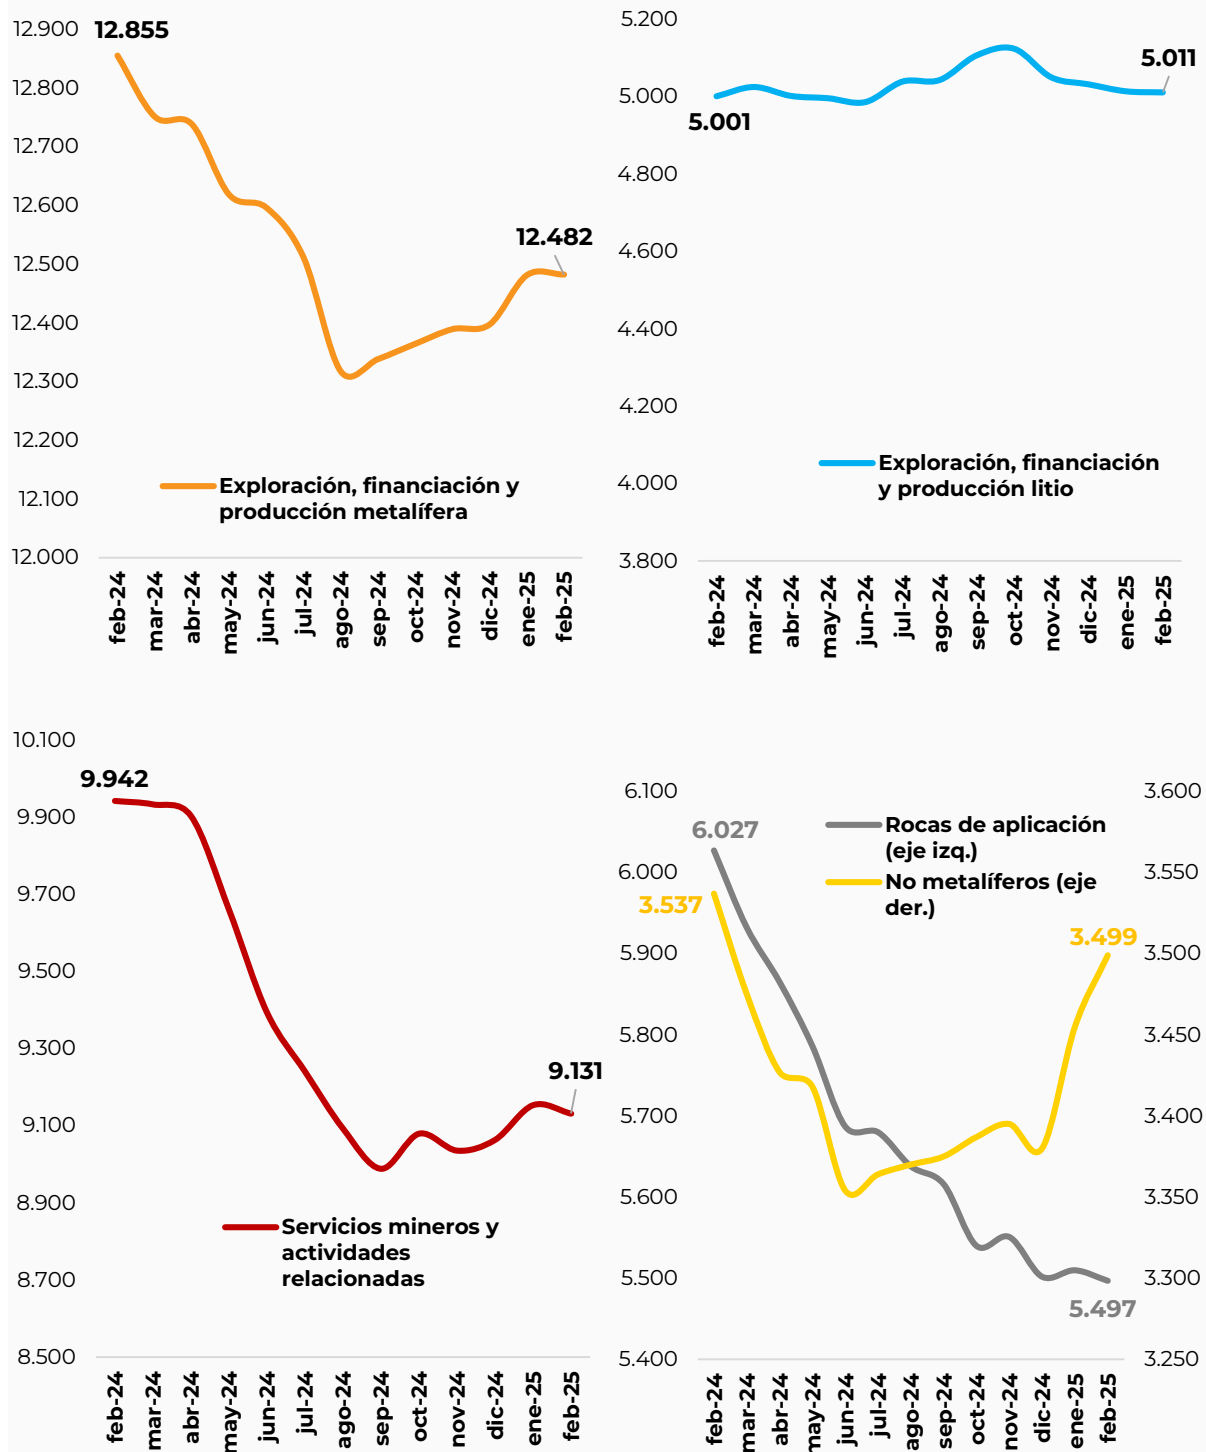 12.900
12.855
12.800
12.700
12.600
12.500
12.482
12.400
12.300
12.200
12.100
12.000
Exploración, financiación y
producción metalífera
feb-24
mar-24
abr-24
may-24
jun-24
jul-24
ago-24
sep-24
oct-24
nov-24
dic-24
ene-25
feb-25
5.200
5.011
5.000
5.001
4.800
4.600
4.400
4.200
4.000
3.800
Exploración, financiación
y producción litio
feb-24
mar-24
abr-24
may-24
jun-24
jul-24
ago-24
sep-24
oct-24
nov-24
dic-24
ene-25
feb-25
10.100
9.942
9.900
9.700
9.500
9.300
9.131
9.100
8.900
8.700
8.500
Servicios mineros y
actividades
relacionadas
feb-24
mar-24
abr-24
may-24
jun-24
jul-24
ago-24
sep-24
oct-24
nov-24
dic-24
ene-25
feb-25
6.100
6.027
6.000
3.537
5.900
5.800
5.700
5.600
5.500
5.400
Rocas de aplicación
(eje izq.)
No metalíferos (eje
der.)
3.499
5.497
3.600
3.550
3.500
3.450
3.400
3.350
3.300
3.250
feb-24
mar-24
abr-24
may-24
jun-24
jul-24
ago-24
sep-24
oct-24
nov-24
dic-24
ene-25
feb-25